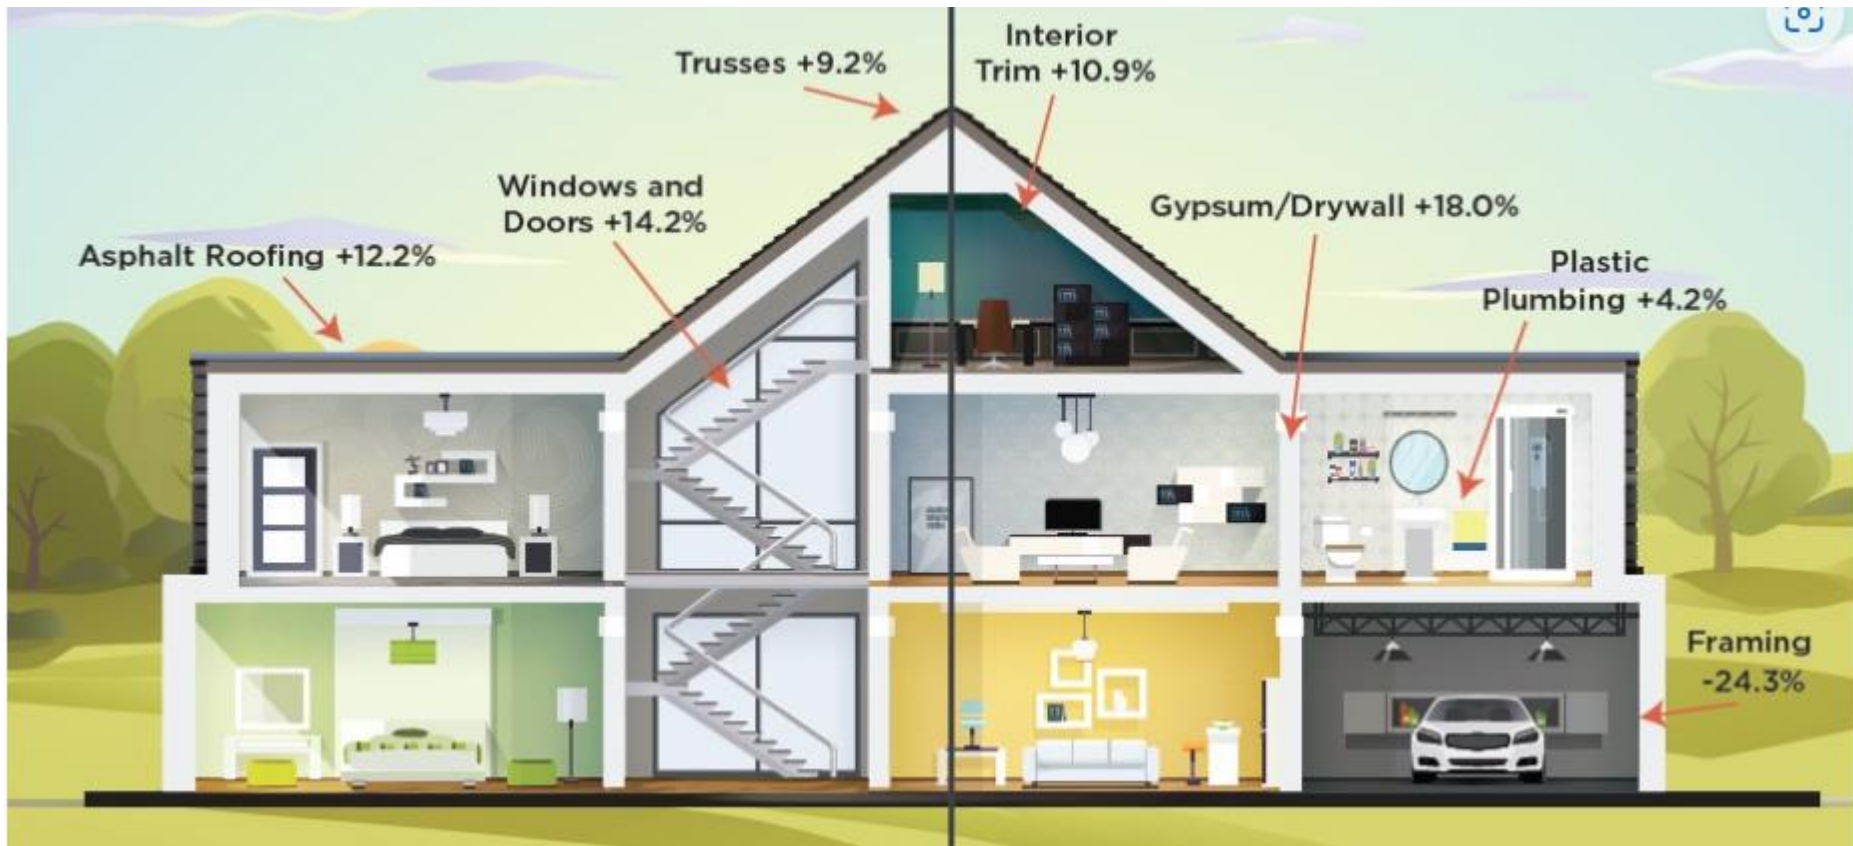 Trusses +9.2%
Interior
Trim +10.9%
Windows and
Doors +14.2%
Gypsum/Drywall +18.0%
Asphalt Roofing +12.2%
Plastic
Plumbing +4.2%
Framing
-24.3%